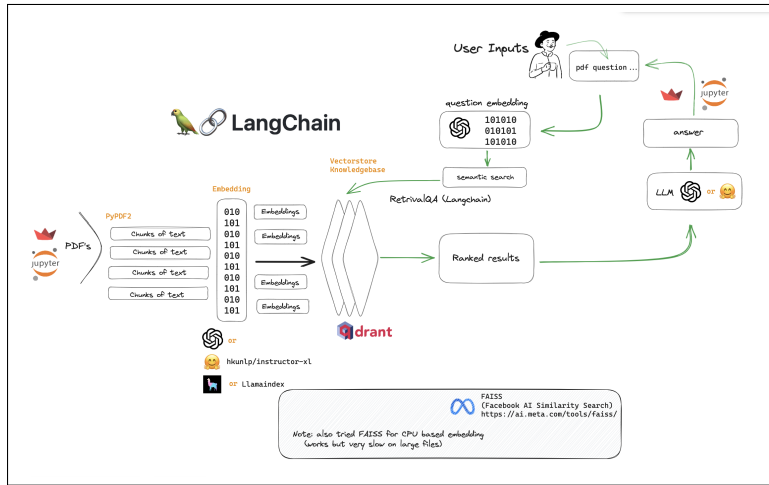 User Inputs
pdf question...
jupyter
question embedding
101010
010101
101010
answer
LangChain
Vectorstore
Knowledgebase
semantic search
LLM
or
RetrivalQA (Langchain)
Embedding
PyPDF2
PDF's
jupyter
Chunks of text
Chunks of text
Chunks of text
Chunks of text
010
101
010
101
010
101
010
101
010
101
Embeddings
Embeddings
Embeddings
Embeddings
Ranked results
drant
or
hkunlp/instructor-xl
or Llamaindex
FAISS
(Facebook AI Similarity Search)
https://ai.meta.com/tools/faiss/
Note: also tried FAISS for CPU based embedding
(works but very slow on large files)